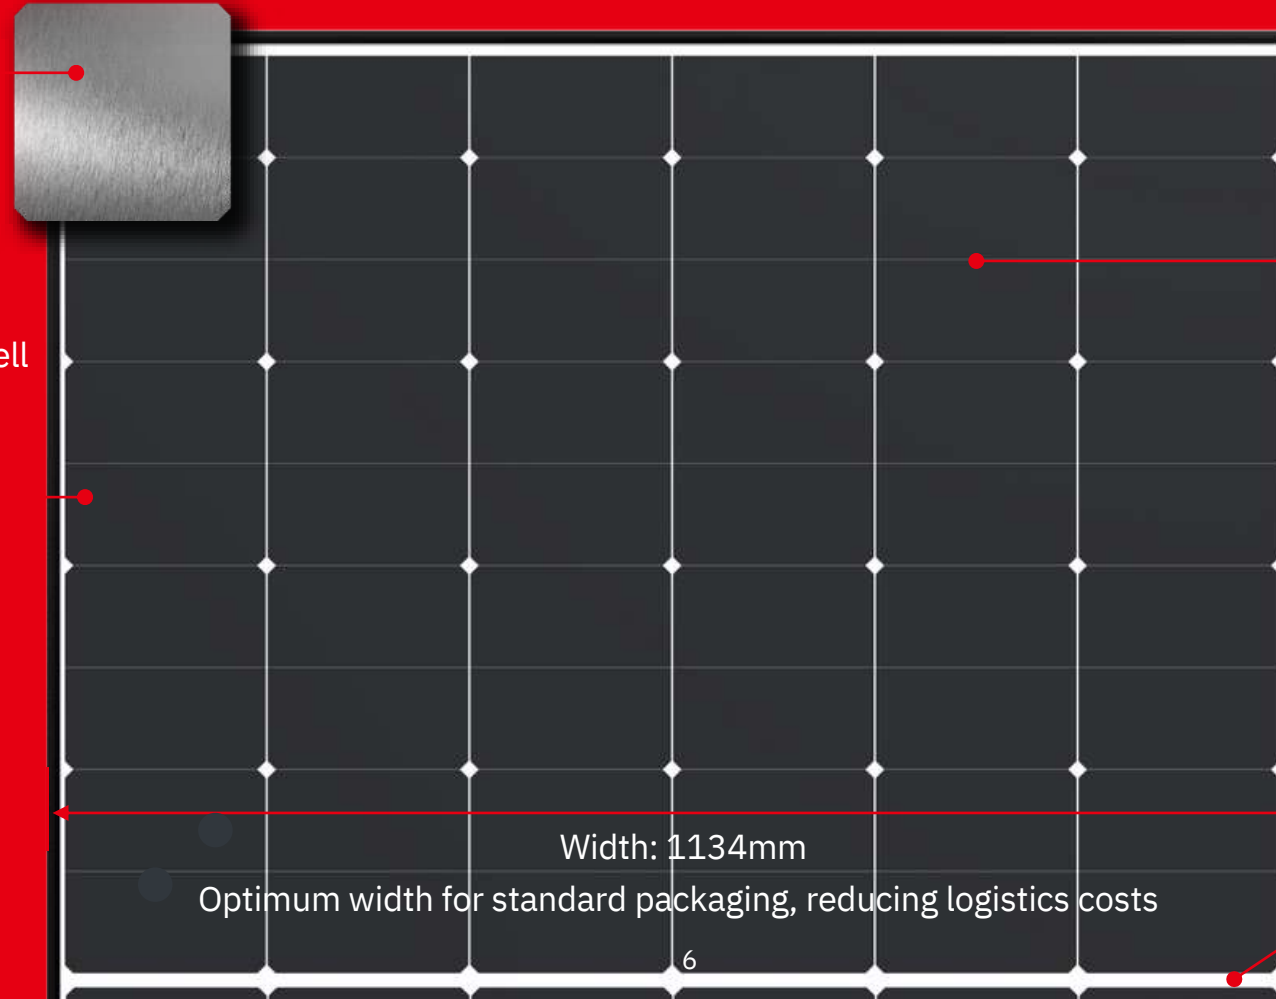 ell
Width: 1134mm
Optimum width for standard packaging, reducing logistics costs
6